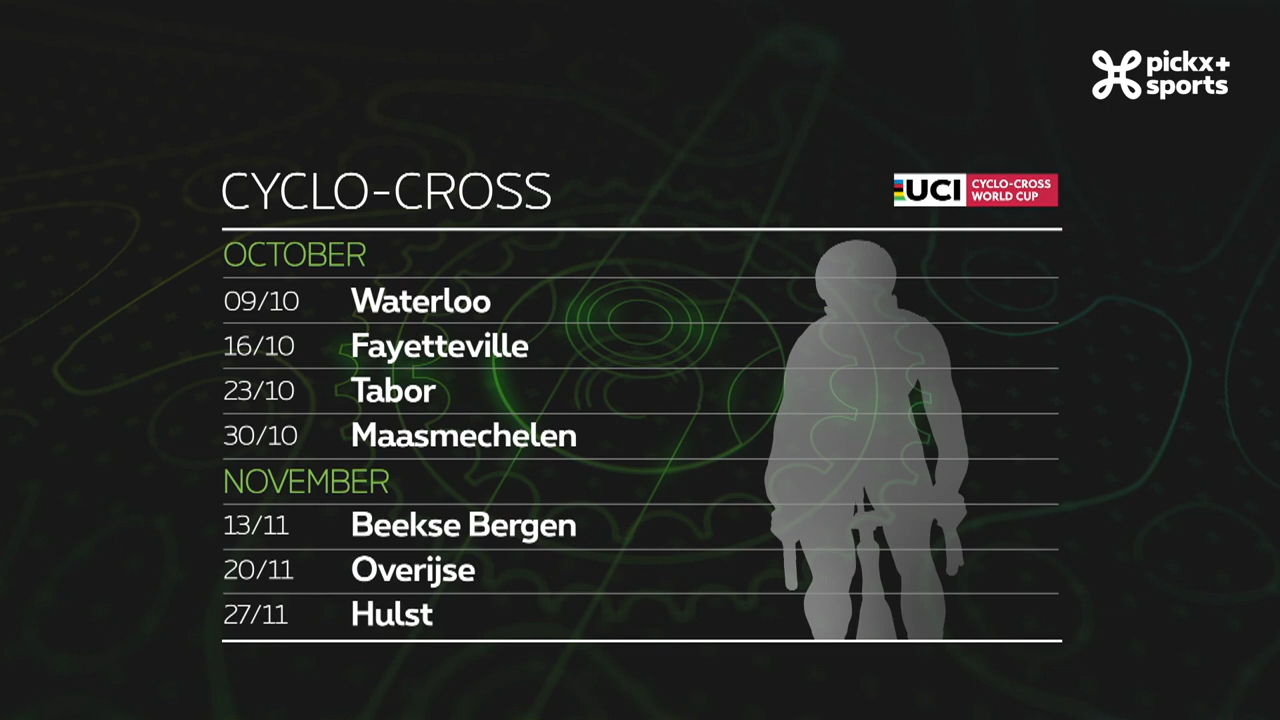 pickx+
sports
CYCLO-CROSS
UCI CYCLO-CROSS
WORLD CUP
OCTOBER
09/10 Waterloo
16/10 Fayetteville
23/10 Tabor
30/10 Maasmechelen
NOVEMBER
13/11 Beekse Bergen
20/11 Overijse
27/11 Hulst